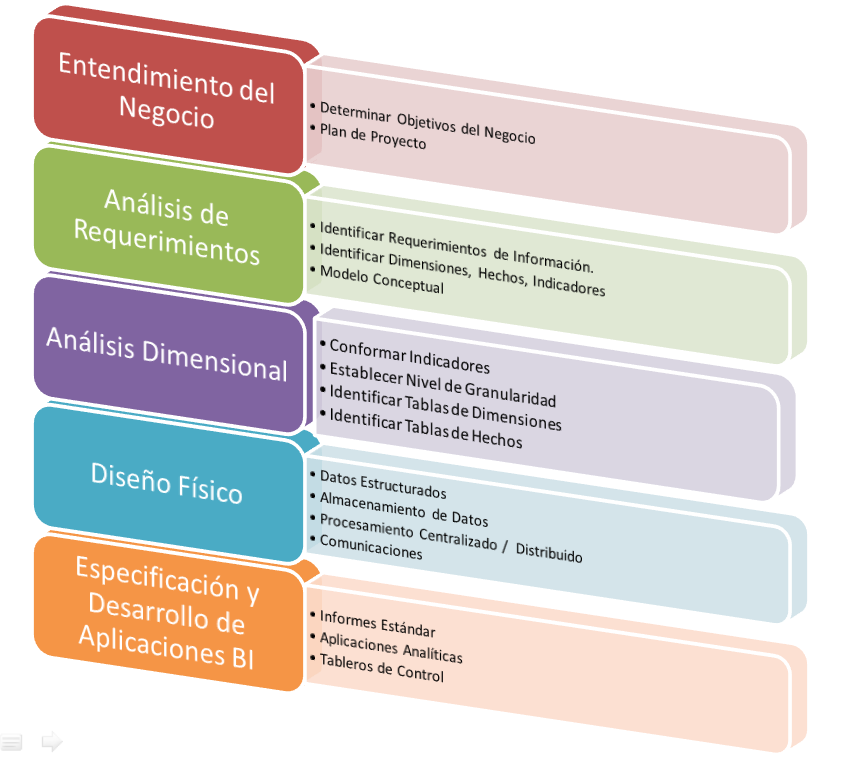 Entendimiento del
Negocio
• Determinar Objetivos del Negocio
• Plan de Proyecto
Análisis de
Requerimientos
• Identificar Requerimientos de Información.
• Identificar Dimensiones, Hechos, Indicadores
• Modelo Conceptual
Análisis Dimensional
• Conformar Indicadores
• Establecer Nivel de Granularidad
• Identificar Tablas de Dimensiones
• Identificar Tablas de Hechos
Diseño Físico
• Datos Estructurados
• Almacenamiento de Datos
• Procesamiento Centralizado / Distribuido
• Comunicaciones
Especificación y
Desarrollo de
Aplicaciones BI
• Informes Estándar
• Aplicaciones Analíticas
• Tableros de Control